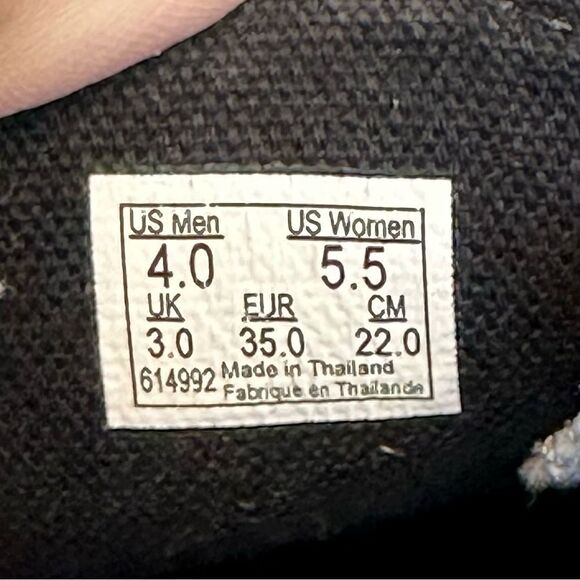 US Men US Women
4.0 5.5
UK EUR CM
3.0 35.0 22.0
614992 Made in Thailand
Fabrique en Thailande